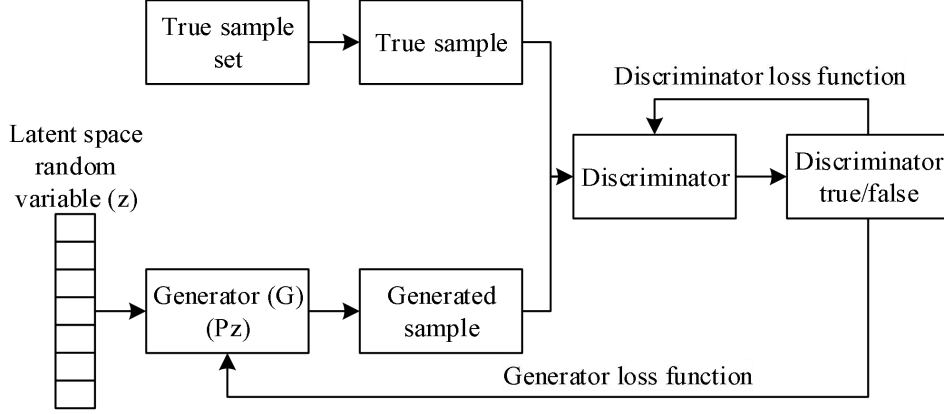 True sample
set
True sample
Discriminator loss function
Latent space
random
variable (z)
Discriminator
Discriminator
true/false
Generator (G)
(Pz)
Generated
sample
Generator loss function